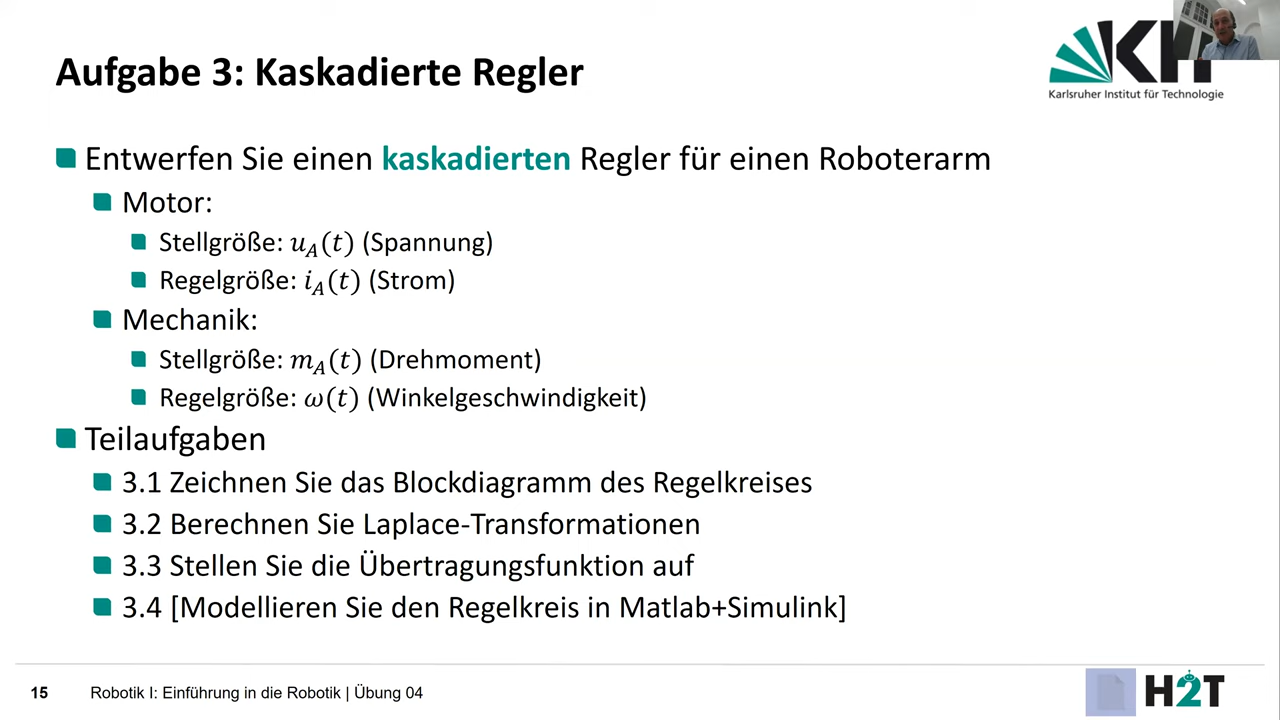 Aufgabe 3: Kaskadierte Regler
Karlsruher Institut für Technologie
Entwerfen Sie einen kaskadierten Regler für einen Roboterarm
Motor:
Stellgröße: u_A(t) (Spannung)
Regelgröße: i_A(t) (Strom)
Mechanik:
Stellgröße: m_A(t) (Drehmoment)
Regelgröße: ω(t) (Winkelgeschwindigkeit)
Teilaufgaben
3.1 Zeichnen Sie das Blockdiagramm des Regelkreises
3.2 Berechnen Sie Laplace-Transformationen
3.3 Stellen Sie die Übertragungsfunktion auf
3.4 [Modellieren Sie den Regelkreis in Matlab+Simulink]
15 Robotik I: Einführung in die Robotik | Übung 04
H2T